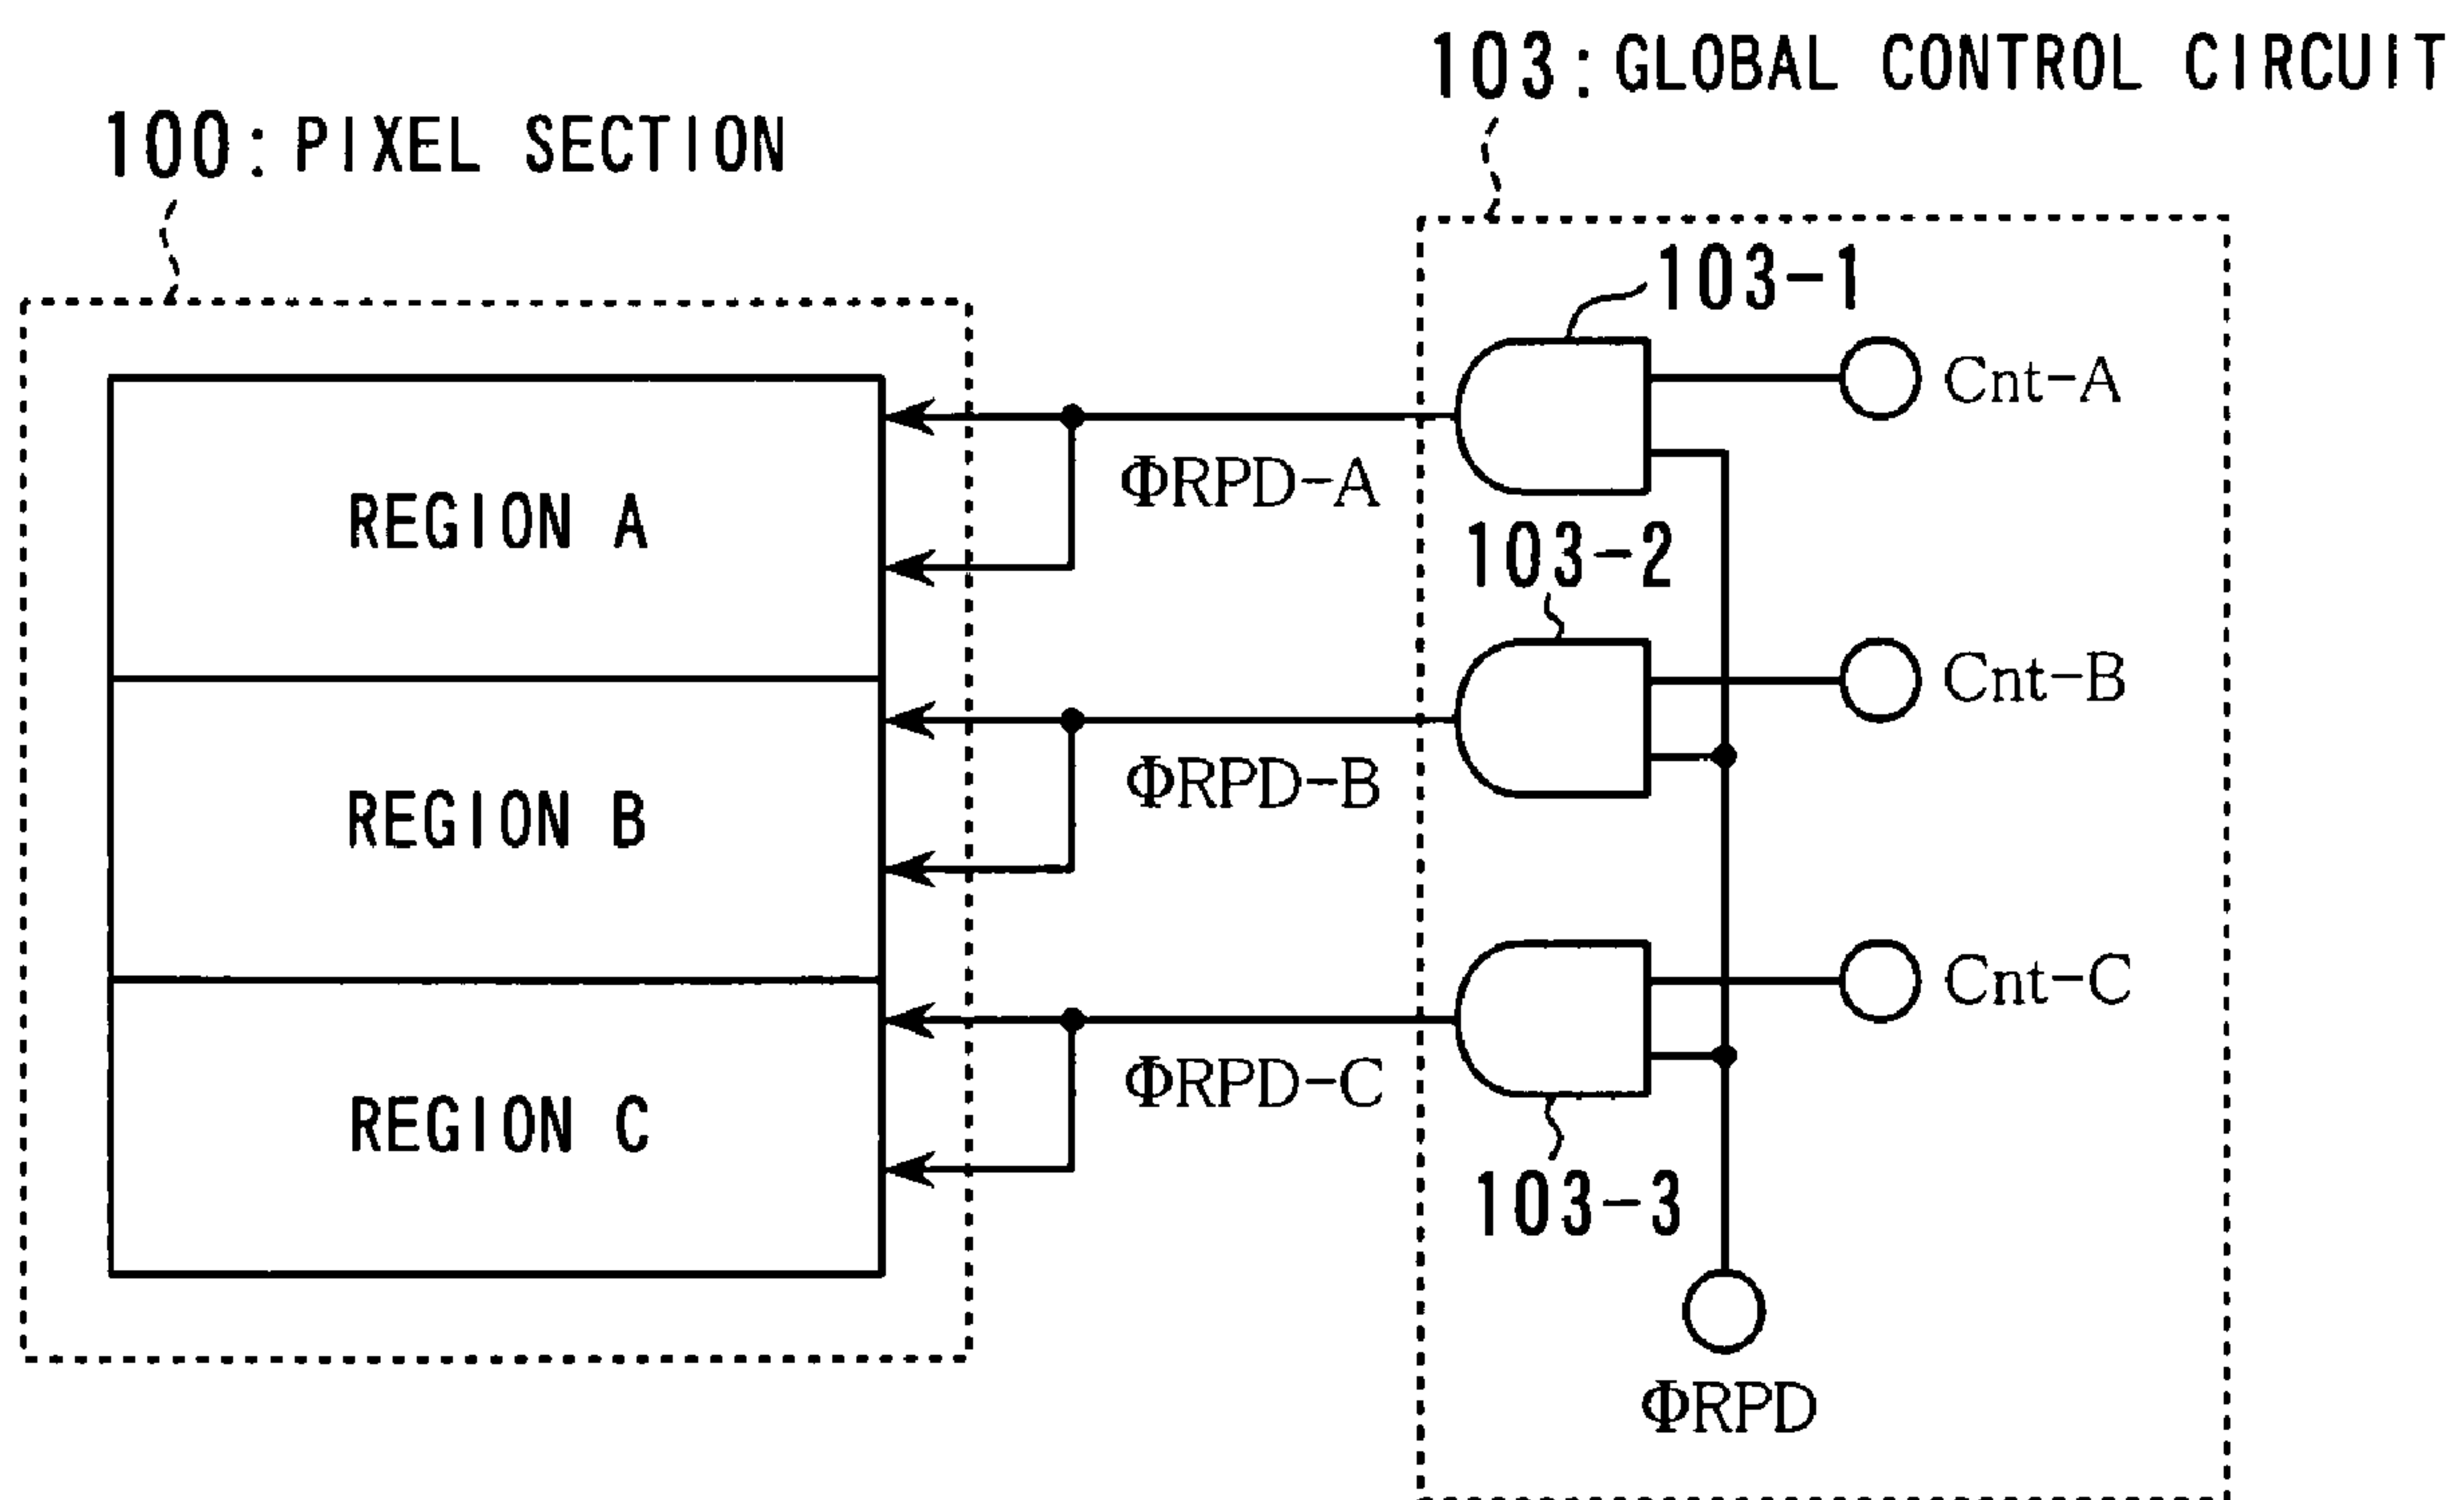 103: GLOBAL CONTROL CIRCUIT
100: PIXEL SECTION
103-1
Cnt-A
ΦRPD-A
REGION A
103-2
Cnt-B
ΦRPD-B
REGION B
Cnt-C
ΦRPD-C
REGION C
103-3
ΦRPD